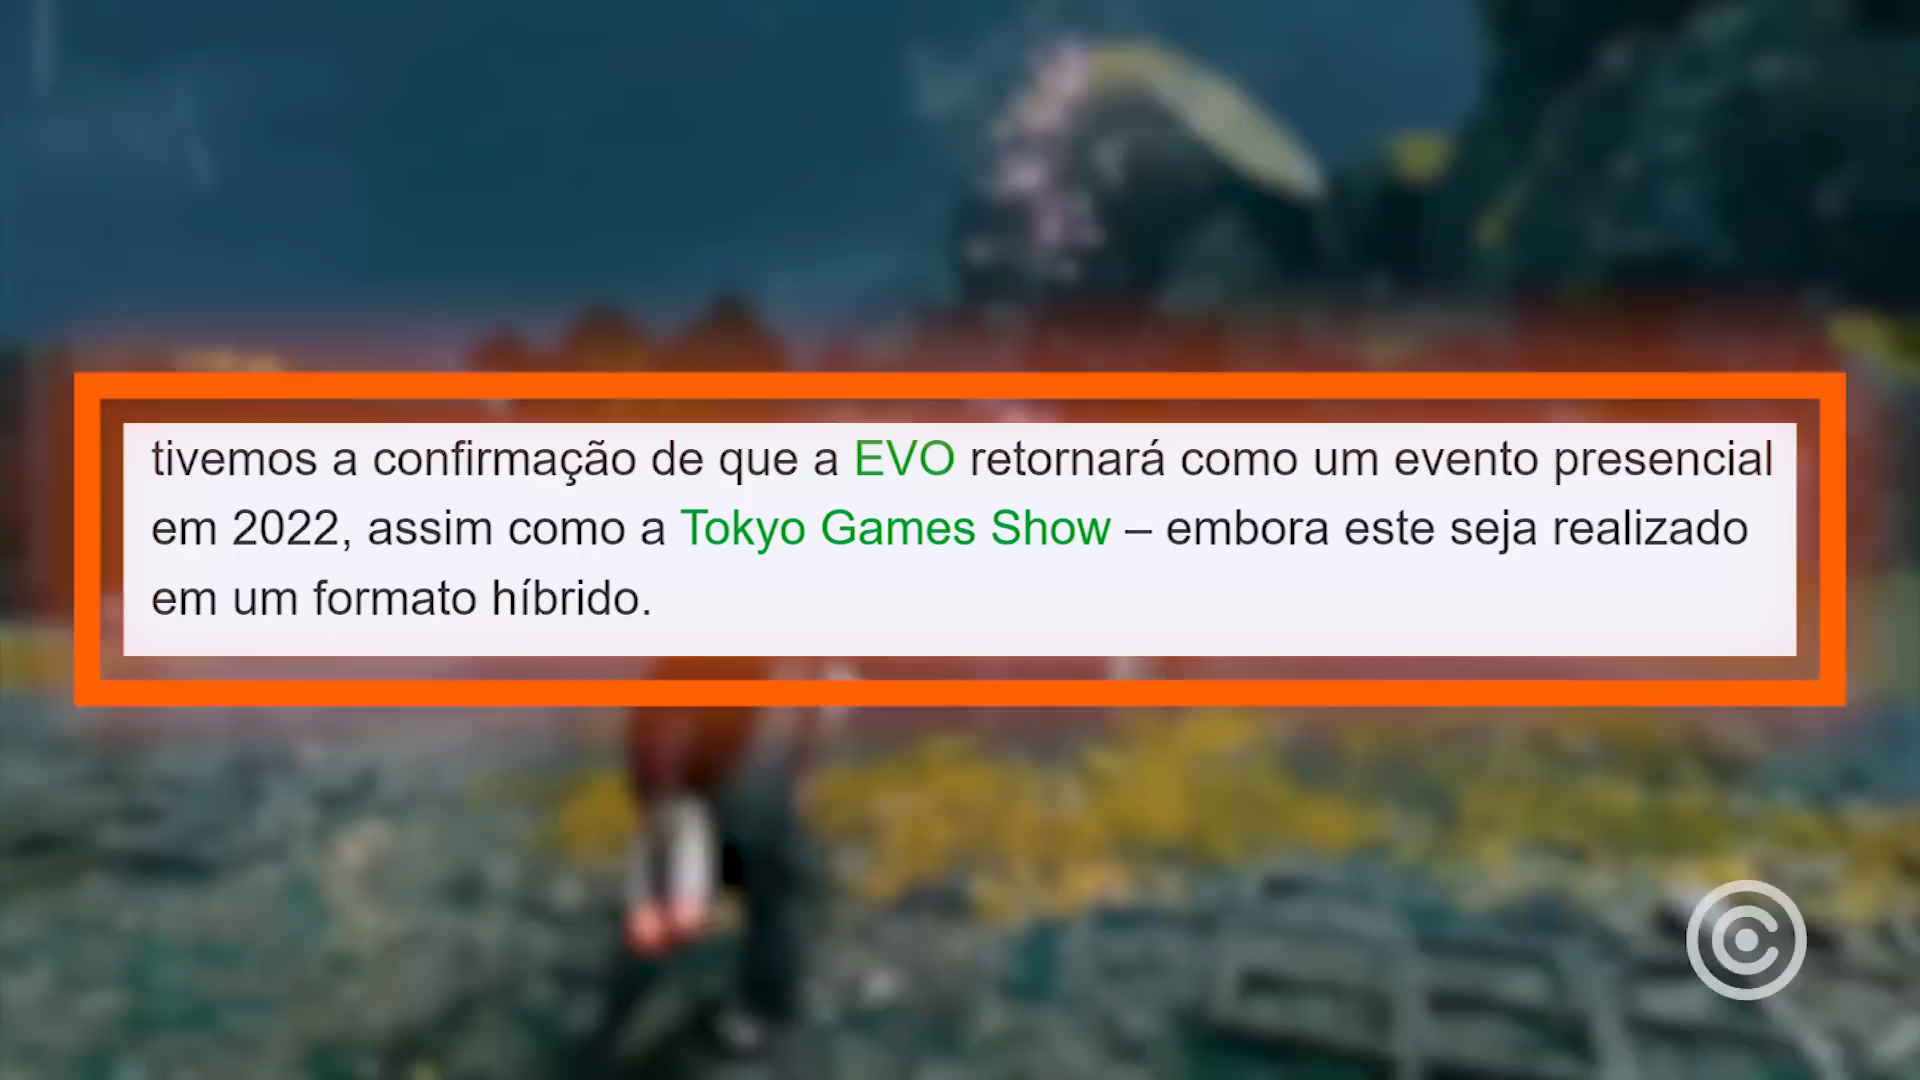 tivemos a confirmação de que a EVO retornará como um evento presencial
em 2022, assim como a Tokyo Games Show – embora este seja realizado
em um formato híbrido.